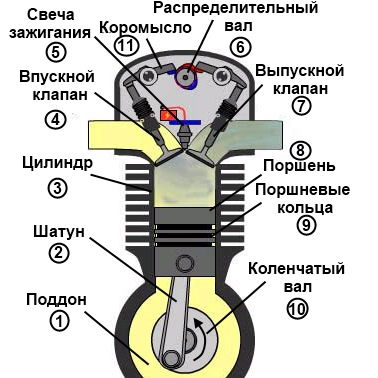 Свеча
зажигания
⑤
Коромысло
⑪
Распределительный
вал
⑥
Впускной
клапан
④
Выпускной
клапан
⑦
⑧
Цилиндр
③
Поршень
Поршневые
кольца
⑨
Шатун
②
Коленчатый
вал
⑩
Поддон
①